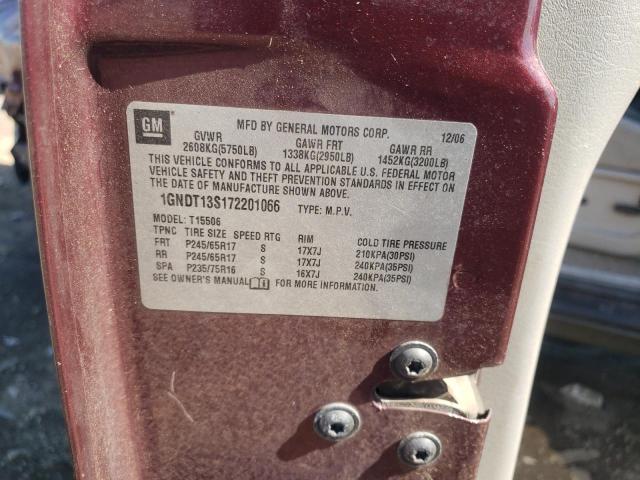 GM MFD BY GENERAL MOTORS CORP. 12/06
GVWR GAWR FRT GAWR RR
2608KG(5750LB) 1338KG(2950LB) 1452KG(3200LB)
THIS VEHICLE CONFORMS TO ALL APPLICABLE U.S. FEDERAL MOTOR
VEHICLE SAFETY AND THEFT PREVENTION STANDARDS IN EFFECT ON
THE DATE OF MANUFACTURE SHOWN ABOVE.
1GNDT13S172201066 TYPE: M.P.V.
MODEL: T15506
TPNC TIRE SIZE SPEED RTG RIM COLD TIRE PRESSURE
FRT P245/65R17 S 17X7J 210KPA(30PSI)
RR P245/65R17 S 17X7J 240KPA(35PSI)
SPA P235/75R16 S 16X7J 240KPA(35PSI)
SEE OWNER'S MANUAL FOR MORE INFORMATION.